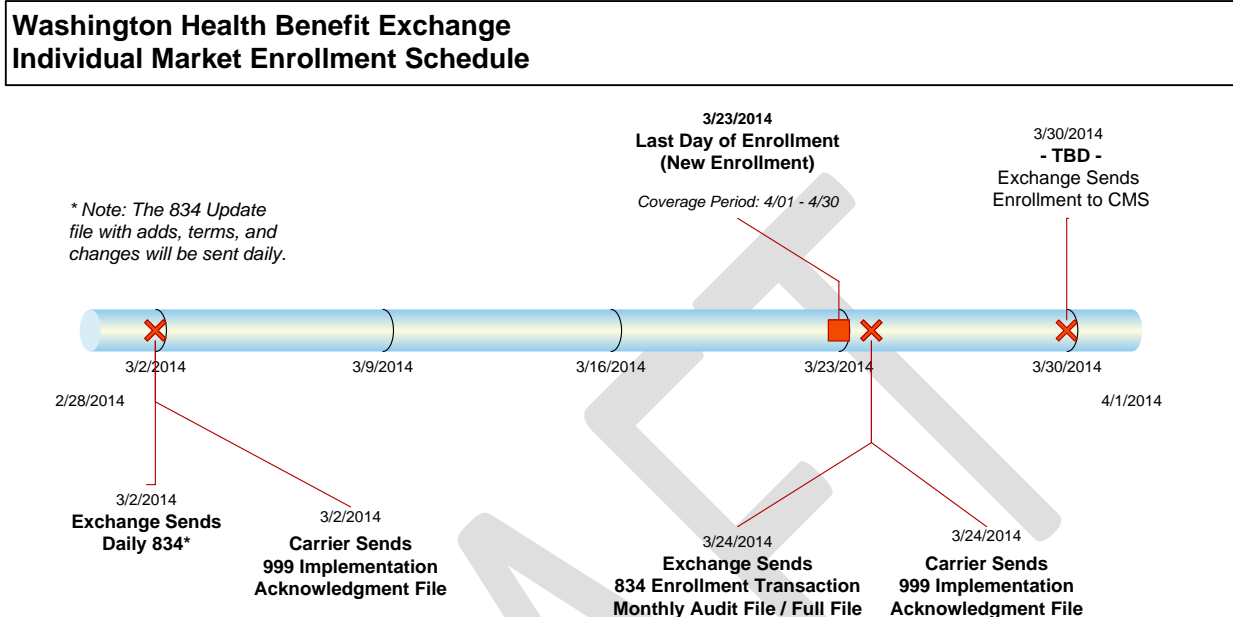 Washington Health Benefit Exchange
Individual Market Enrollment Schedule
3/23/2014
Last Day of Enrollment
(New Enrollment)
Coverage Period: 4/01 - 4/30
3/30/2014
- TBD -
Exchange Sends
Enrollment to CMS
* Note: The 834 Update
file with adds, terms, and
changes will be sent daily.
3/2/2014
3/9/2014
3/16/2014
3/23/2014
3/30/2014
2/28/2014
4/1/2014
3/2/2014
Exchange Sends
Daily 834*
3/2/2014
Carrier Sends
999 Implementation
Acknowledgment File
3/24/2014
Exchange Sends
834 Enrollment Transaction
Monthly Audit File / Full File
3/24/2014
Carrier Sends
999 Implementation
Acknowledgment File